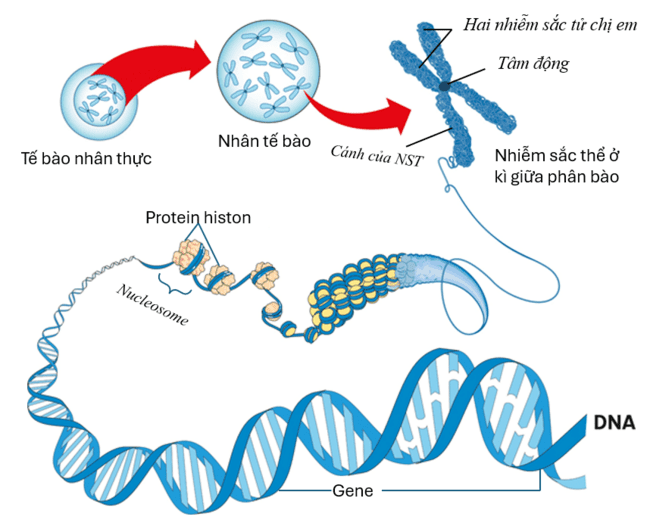 Hai nhiễm sắc tử chị em
Tâm động
Tế bào nhân thực
Nhân tế bào
Cánh của NST
Nhiễm sắc thể ở
kì giữa phân bào
Protein histon
Nucleosome
DNA
Gene